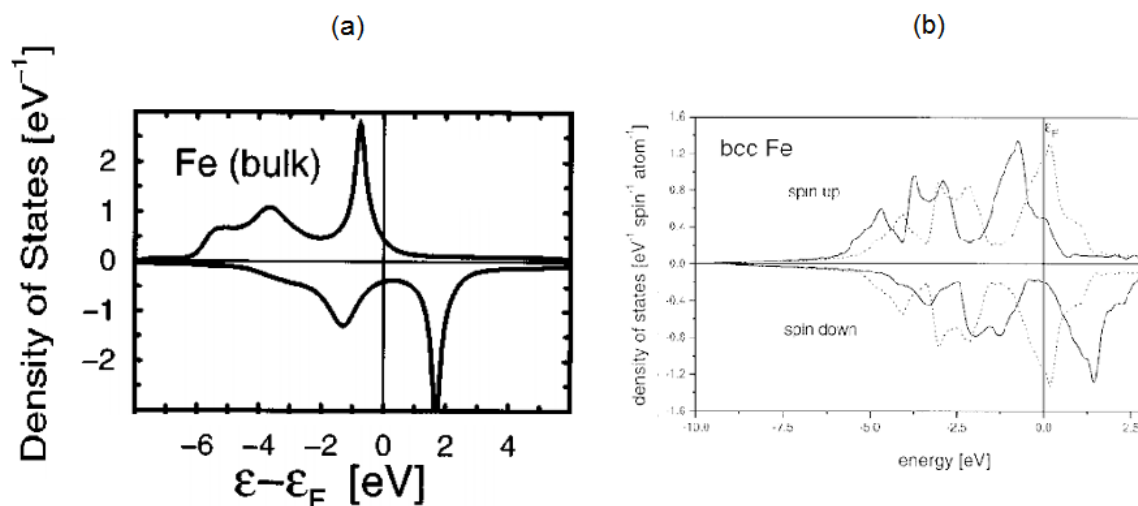 (a)
Density of States [eV⁻¹]
Fe (bulk)
2
1
0
−1
−2
−6 −4 −2 0 2 4
ε−ε_F [eV]
(b)
density of states [eV⁻¹ spin⁻¹ atom⁻¹]
1.6
1.2
0.8
0.4
0.0
-0.4
-0.8
-1.2
-1.6
bcc Fe
ε_F
spin up
spin down
-10.0 -7.5 -5.0 -2.5 0.0 2.5
energy [eV]